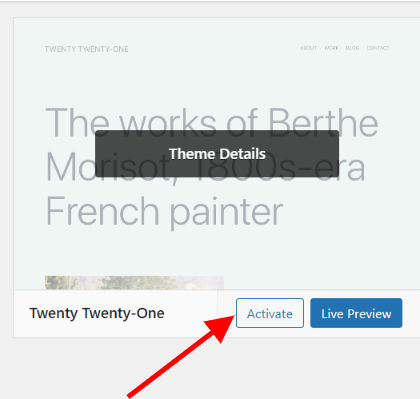 TWENTY TWENTY-ONE
ABOUT WORK BLOG CONTACT
The works of Berthe
Theme Details
Morisot, 1800s-era
French painter
Twenty Twenty-One
Activate
Live Preview